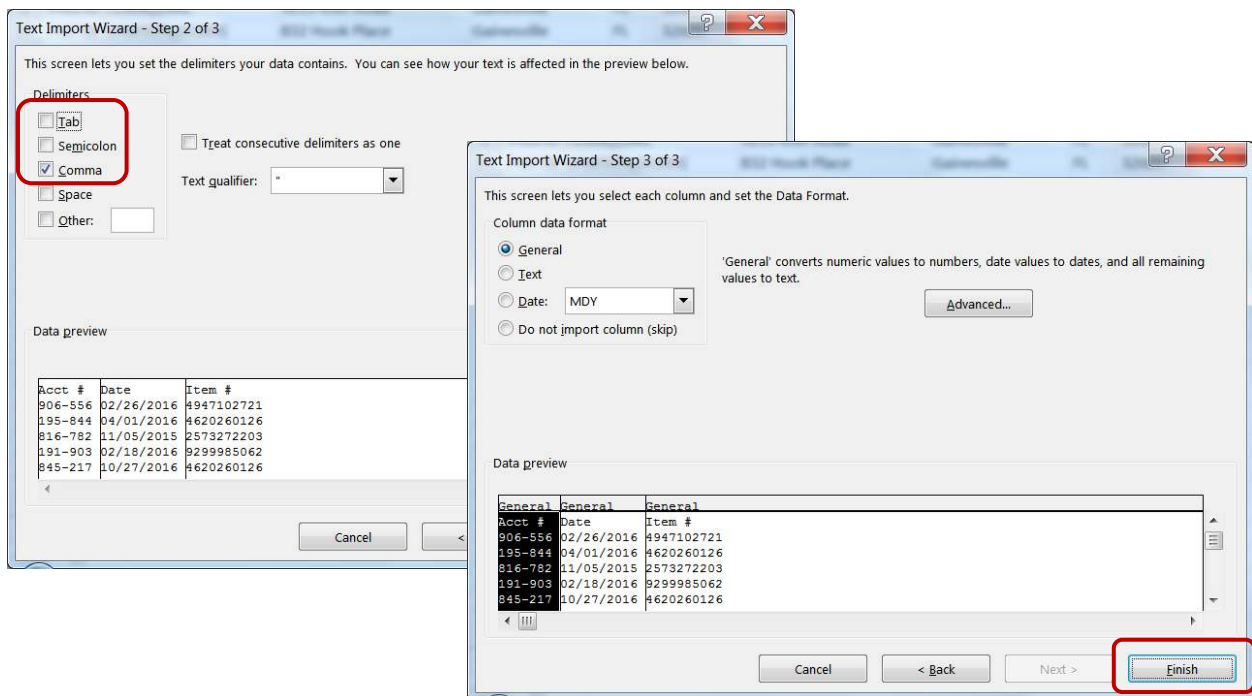 Text Import Wizard - Step 2 of 3
This screen lets you set the delimiters your data contains.  You can see how your text is affected in the preview below.
Delimiters
Tab
Semicolon
Comma
Space
Other:
Treat consecutive delimiters as one
Text qualifier: "
Data preview
Acct # Date Item #
906-556 02/26/2016 4947102721
195-844 04/01/2016 4620260126
816-782 11/05/2015 2573272203
191-903 02/18/2016 9299985062
845-217 10/27/2016 4620260126
Cancel <
Text Import Wizard - Step 3 of 3
This screen lets you select each column and set the Data Format.
Column data format
General
Text
Date: MDY
Do not import column (skip)
'General' converts numeric values to numbers, date values to dates, and all remaining
values to text.
Advanced...
Data preview
General General General
Acct # Date Item #
906-556 02/26/2016 4947102721
195-844 04/01/2016 4620260126
816-782 11/05/2015 2573272203
191-903 02/18/2016 9299985062
845-217 10/27/2016 4620260126
Cancel < Back Next > Finish